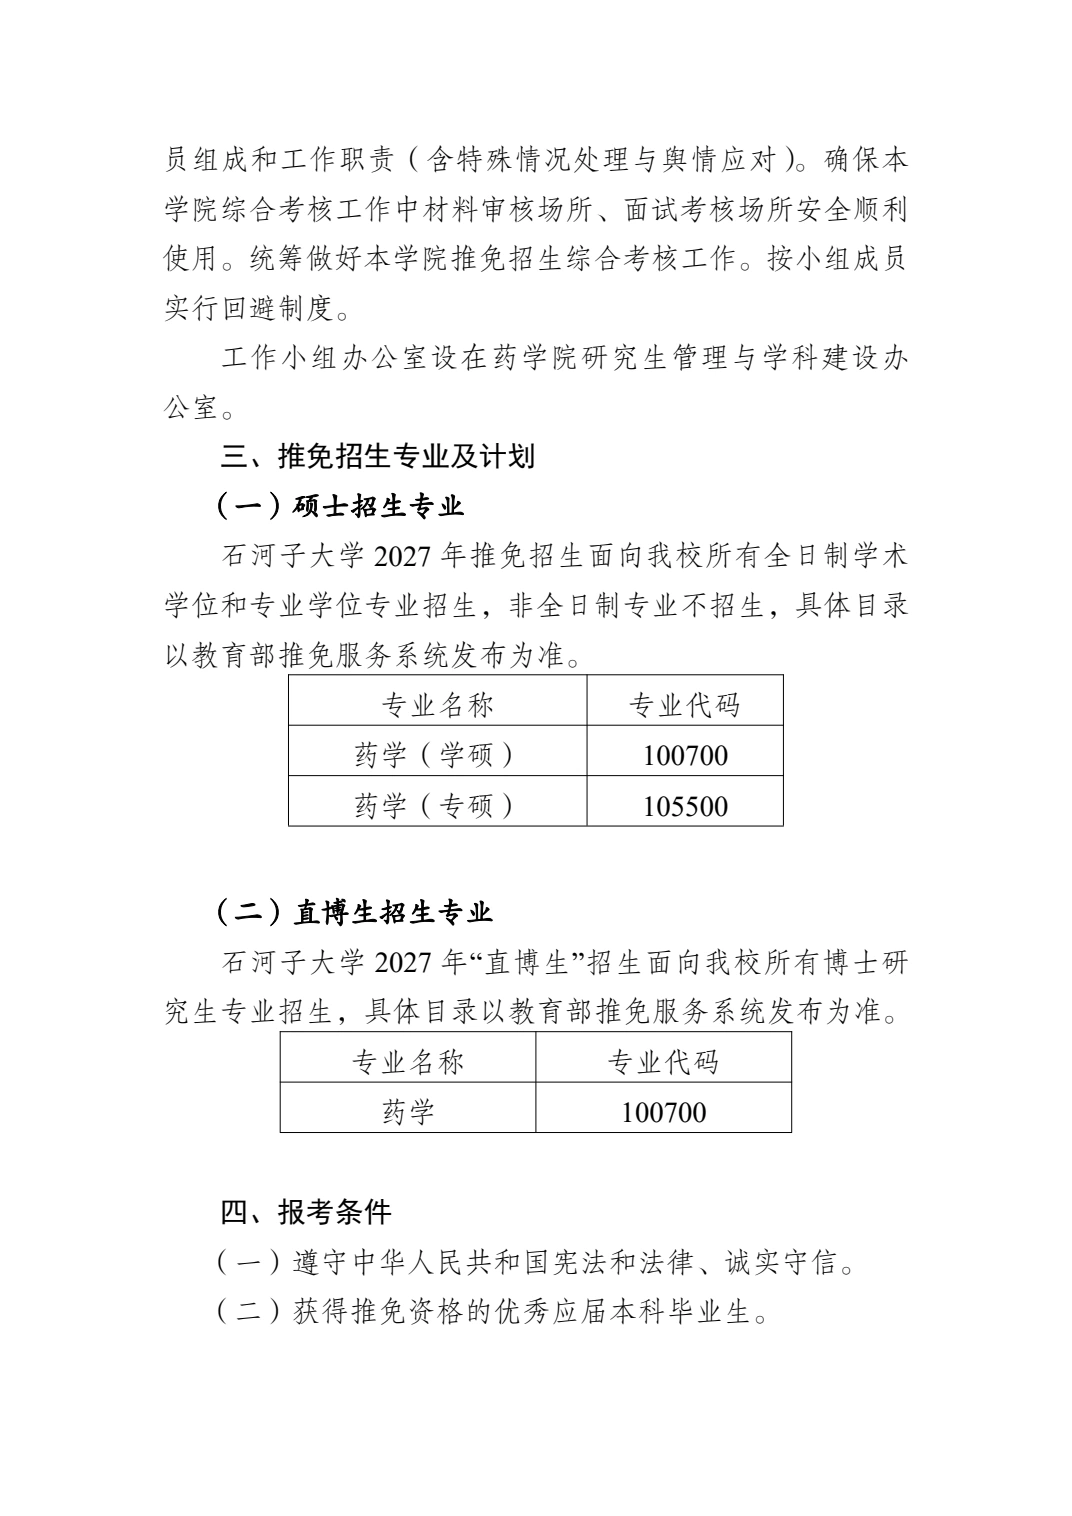 员组成和工作职责（含特殊情况处理与舆情应对）。确保本
学院综合考核工作中材料审核场所、面试考核场所安全顺利
使用。统筹做好本学院推免招生综合考核工作。按小组成员
实行回避制度。
工作小组办公室设在药学院研究生管理与学科建设办
公室。
三、推免招生专业及计划
（一）硕士招生专业
石河子大学 2027 年推免招生面向我校所有全日制学术
学位和专业学位专业招生，非全日制专业不招生，具体目录
以教育部推免服务系统发布为准。
专业名称 专业代码
药学（学硕） 100700
药学（专硕） 105500
（二）直博生招生专业
石河子大学 2027 年“直博生”招生面向我校所有博士研
究生专业招生，具体目录以教育部推免服务系统发布为准。
专业名称 专业代码
药学 100700
四、报考条件
（一）遵守中华人民共和国宪法和法律、诚实守信。
（二）获得推免资格的优秀应届本科毕业生。